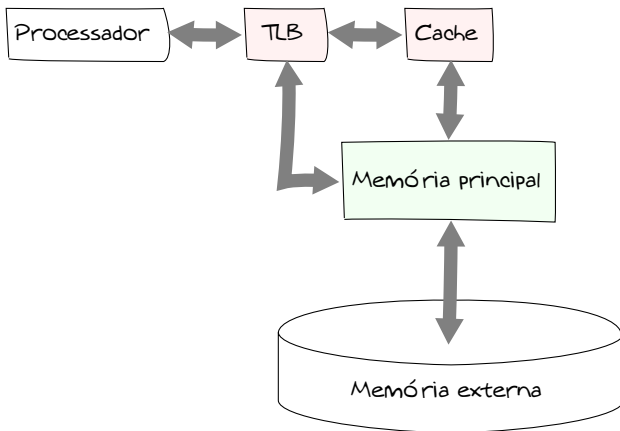 Processador
TLB
Cache
Memória principal
Memória externa